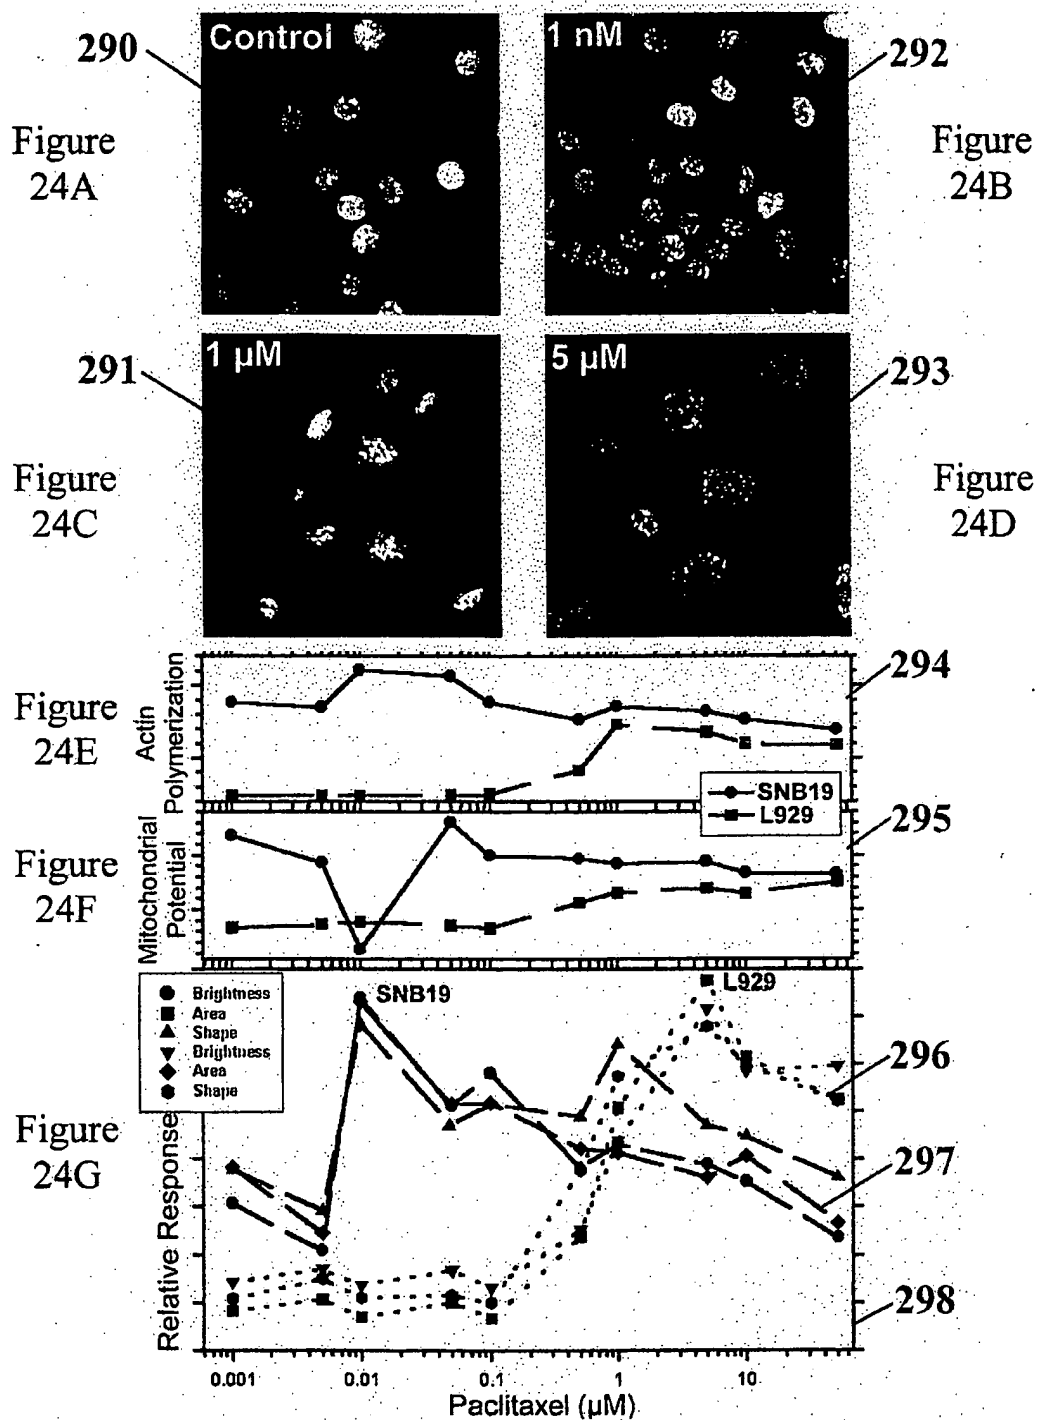 290
Control
1 nM
292
Figure
24A
Figure
24B
291
1 µM
5 µM
293
Figure
24C
Figure
24D
Figure
24E
Actin
Polymerization
294
SNB19
L929
Figure
24F
Mitochondrial
Potential
295
Brightness
Area
Shape
Brightness
Area
Shape
SNB19
L929
296
Figure
24G
Relative Response
297
298
0.001
0.01
0.1
1
10
Paclitaxel (µM)